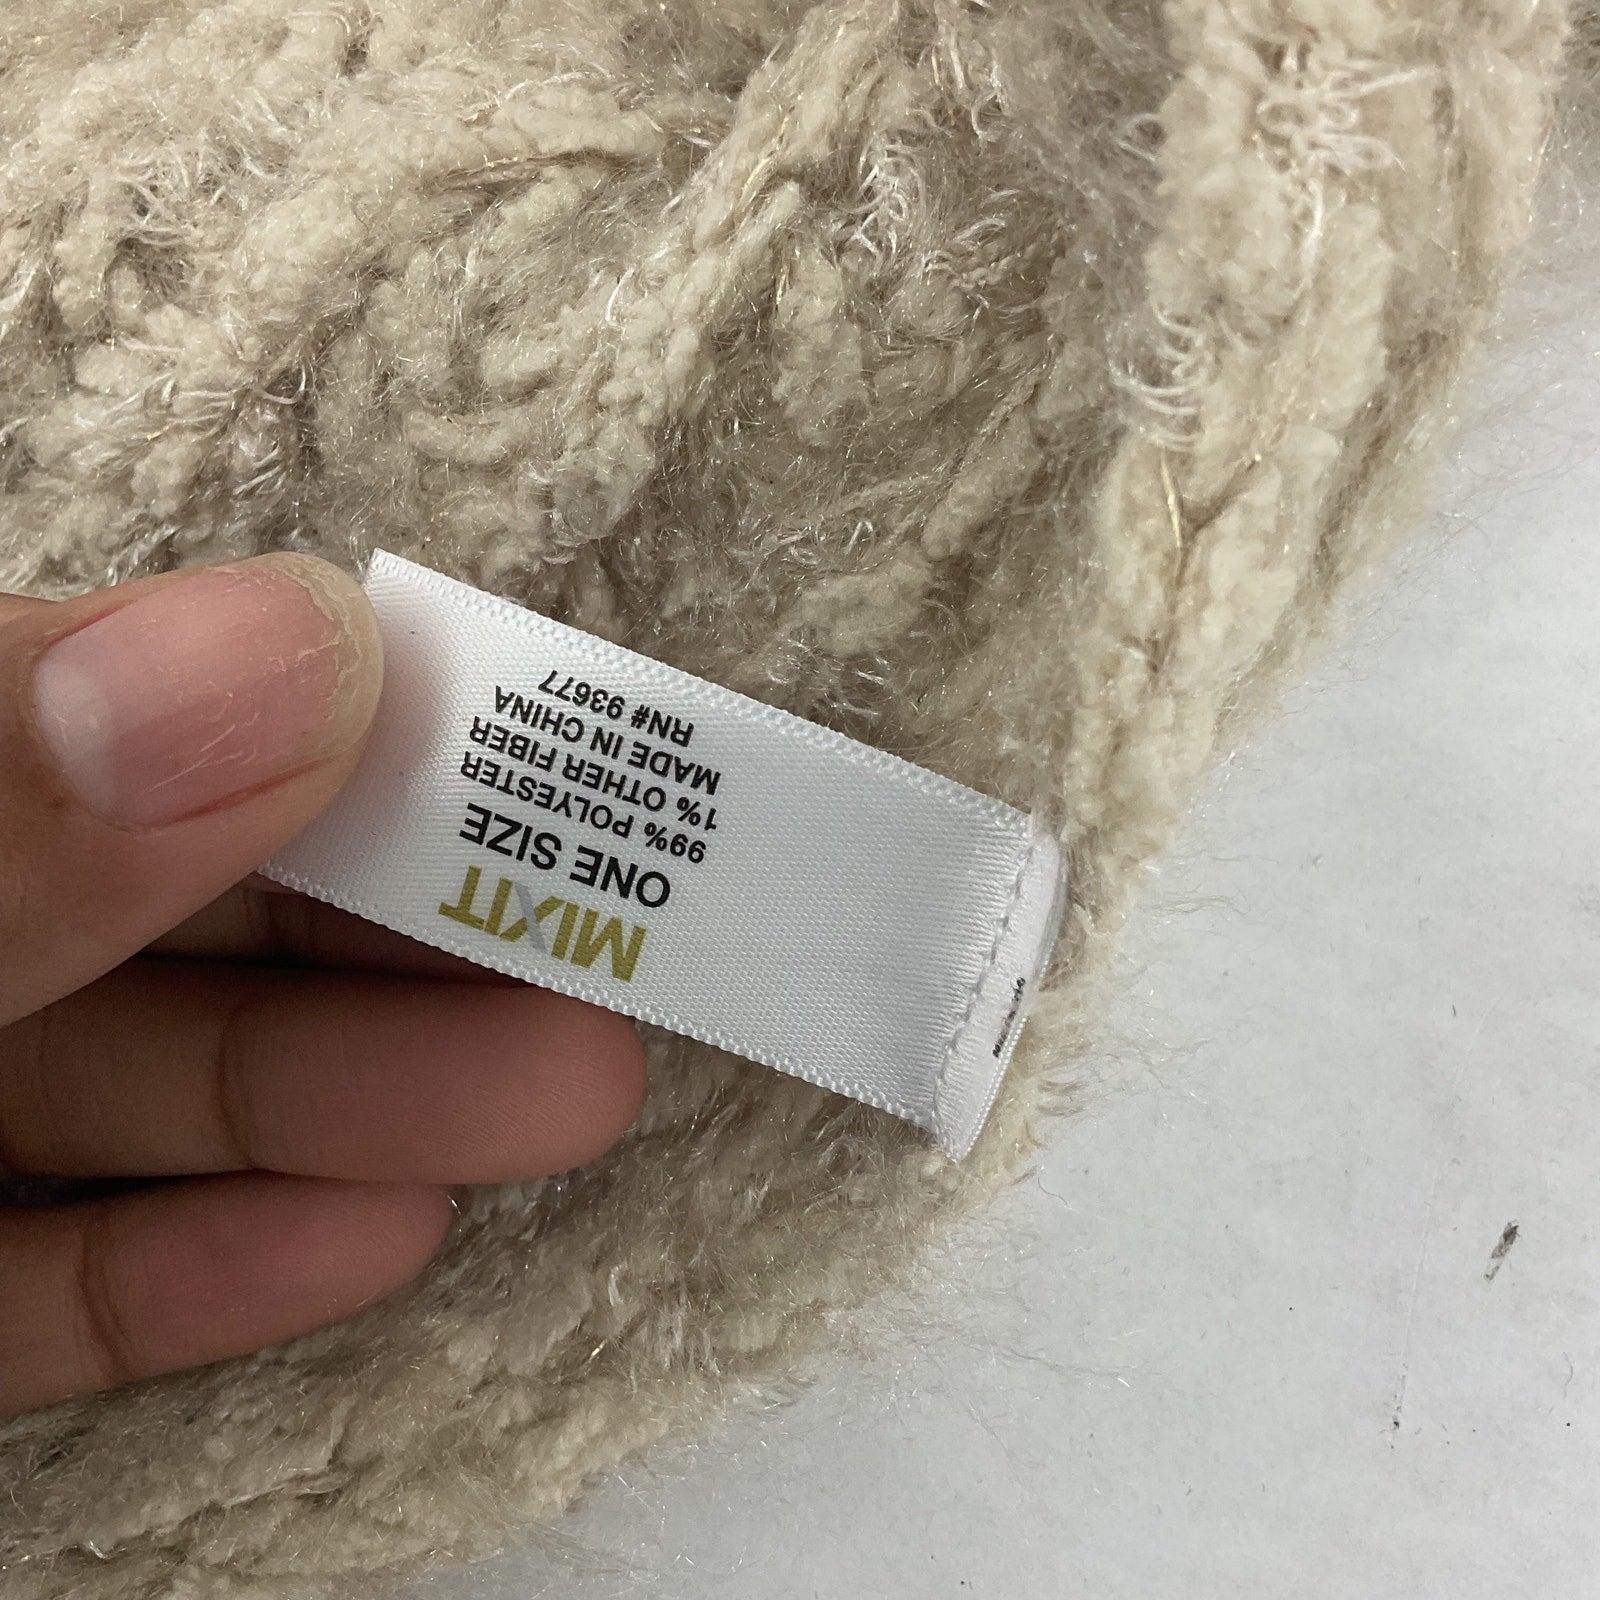 MIXIT
ONE SIZE
99% POLYESTER
1% OTHER FIBER
MADE IN CHINA
RN# 93677